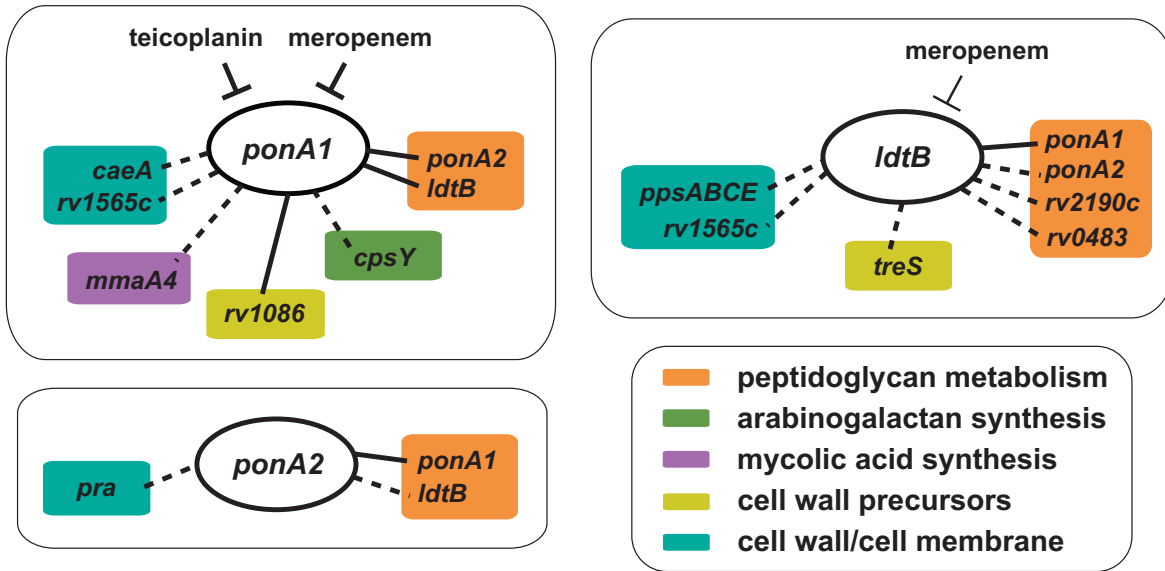 teicoplanin meropenem
ponA1
caeA
rv1565c
ponA2
ldtB
mmaA4
cpsY
rv1086
meropenem
ldtB
ppsABCE
rv1565c
ponA1
ponA2
rv2190c
rv0483
treS
ponA2
pra
ponA1
ldtB
peptidoglycan metabolism
arabinogalactan synthesis
mycolic acid synthesis
cell wall precursors
cell wall/cell membrane